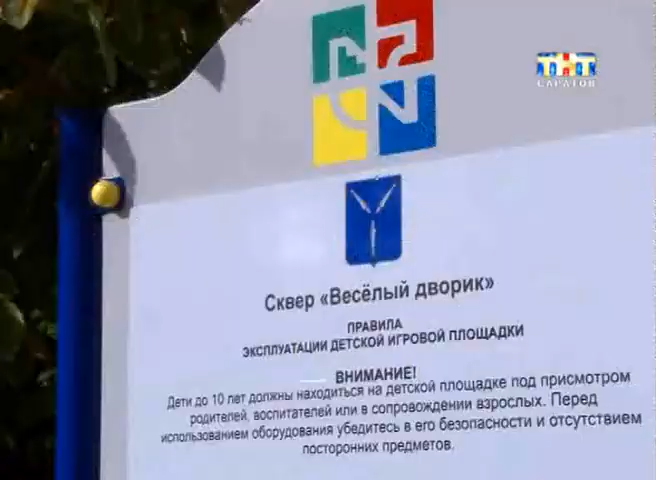 ТНТ
САРАТОВ
Сквер «Весёлый дворик»
ПРАВИЛА
ЭКСПЛУАТАЦИИ ДЕТСКОЙ ИГРОВОЙ ПЛОЩАДКИ
ВНИМАНИЕ!
Дети до 10 лет должны находиться на детской площадке под присмотром
родителей, воспитателей или в сопровождении взрослых. Перед
использованием оборудования убедитесь в его безопасности и отсутствием
посторонних предметов.